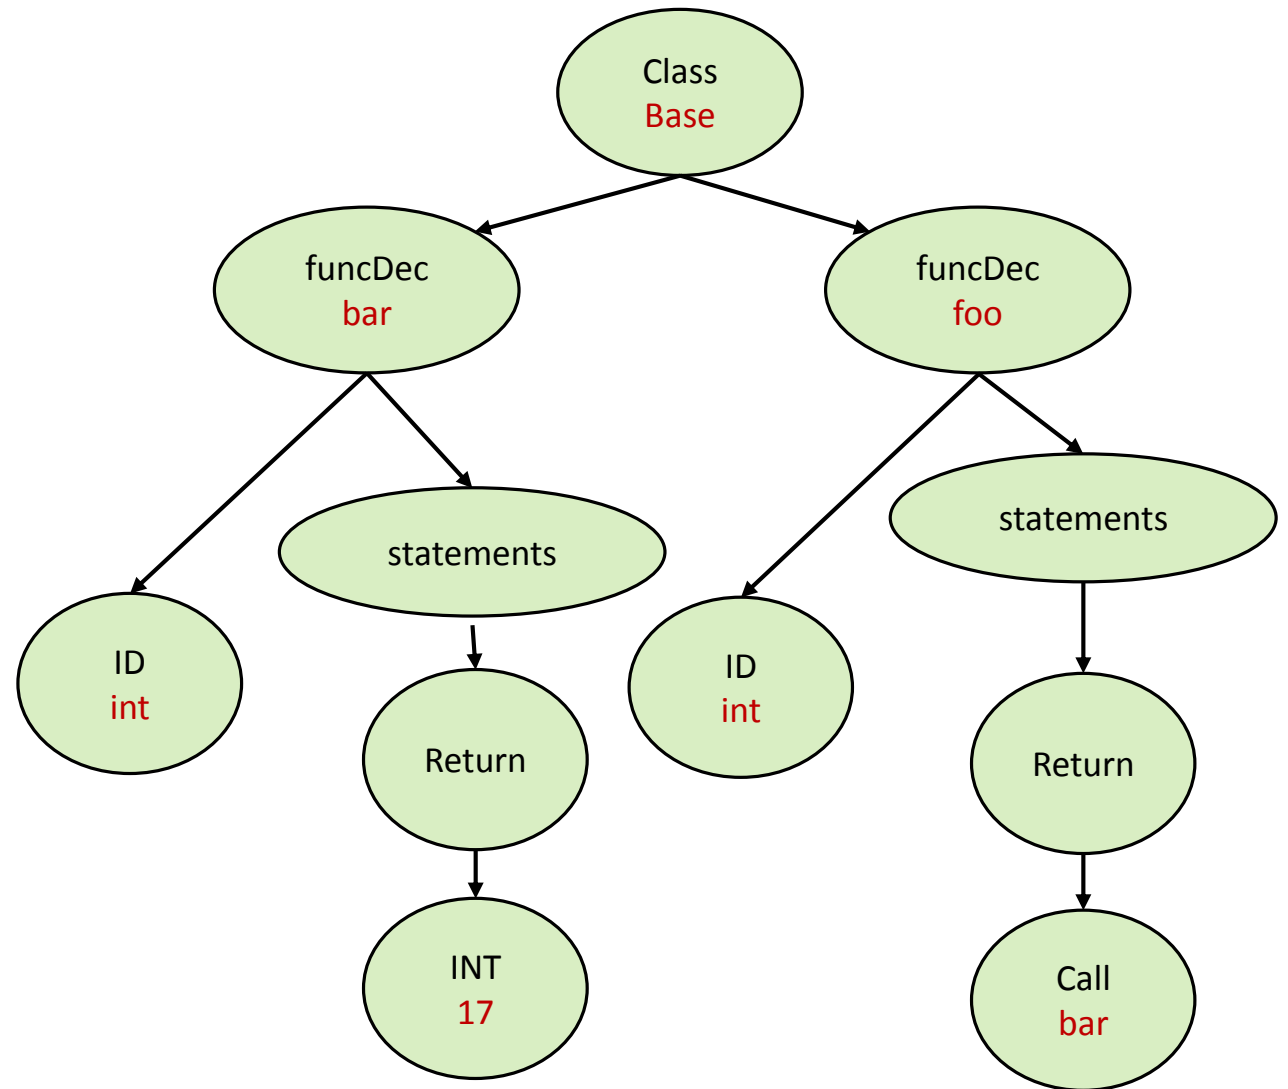 Class
Base
funcDec
bar
funcDec
foo
statements
statements
ID
int
ID
int
Return
Return
INT
17
Call
bar